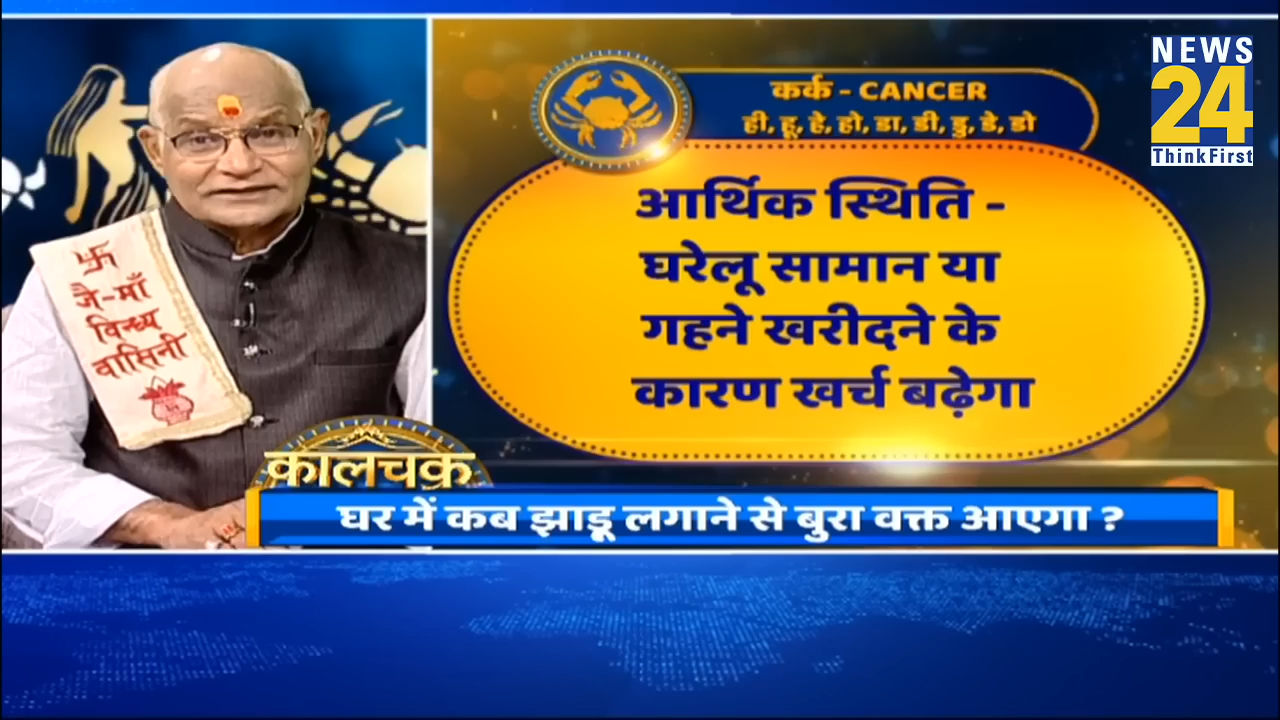 NEWS
24
ThinkFirst
कर्क - CANCER
ही, हू, हे, हो, डा, डी, डू, डे, डो
आर्थिक स्थिति -
घरेलू सामान या
गहने खरीदने के
कारण खर्च बढ़ेगा
जै-माँ
विन्ध्य
वासिनी
कालचक्र
घर में कब झाडू लगाने से बुरा वक्त आएगा ?